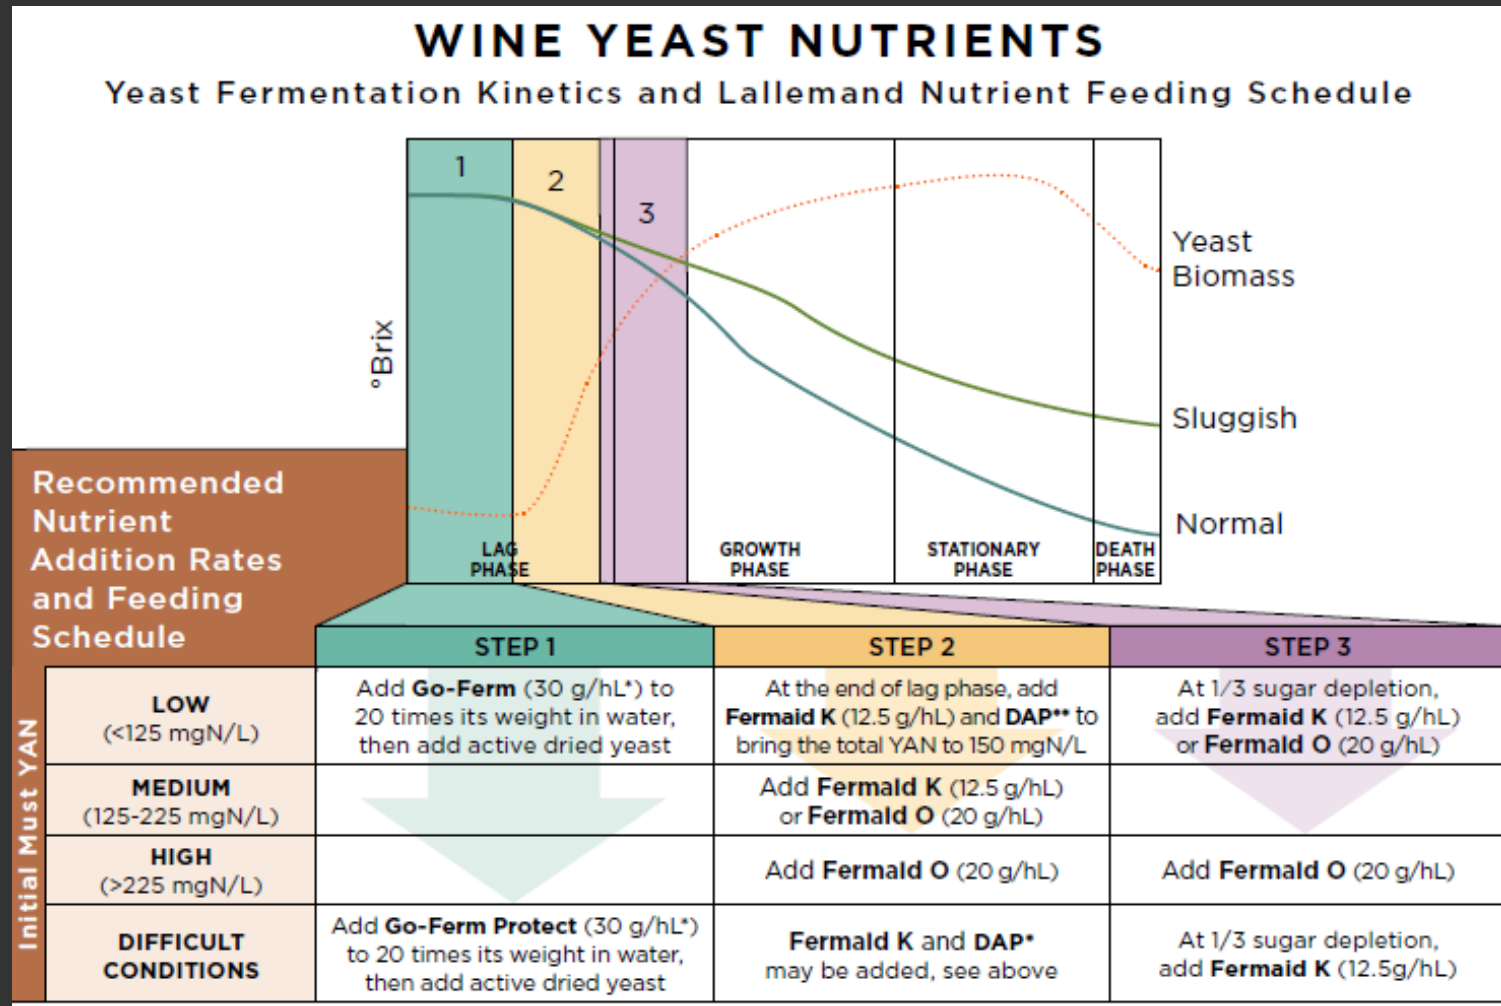 WINE YEAST NUTRIENTS
Yeast Fermentation Kinetics and Lallemand Nutrient Feeding Schedule
1
2
3
°Brix
Yeast
Biomass
Sluggish
Normal
LAG
PHASE
GROWTH
PHASE
STATIONARY
PHASE
DEATH
PHASE
Recommended
Nutrient
Addition Rates
and Feeding
Schedule
STEP 1
STEP 2
STEP 3
Initial Must YAN
LOW
(<125 mgN/L)
Add Go-Ferm (30 g/hL*) to
20 times its weight in water,
then add active dried yeast
At the end of lag phase, add
Fermaid K (12.5 g/hL) and DAP** to
bring the total YAN to 150 mgN/L
At 1/3 sugar depletion,
add Fermaid K (12.5 g/hL)
or Fermaid O (20 g/hL)
MEDIUM
(125-225 mgN/L)
Add Fermaid K (12.5 g/hL)
or Fermaid O (20 g/hL)
HIGH
(>225 mgN/L)
Add Fermaid O (20 g/hL)
Add Fermaid O (20 g/hL)
DIFFICULT
CONDITIONS
Add Go-Ferm Protect (30 g/hL*)
to 20 times its weight in water,
then add active dried yeast
Fermaid K and DAP*
may be added, see above
At 1/3 sugar depletion,
add Fermaid K (12.5g/hL)